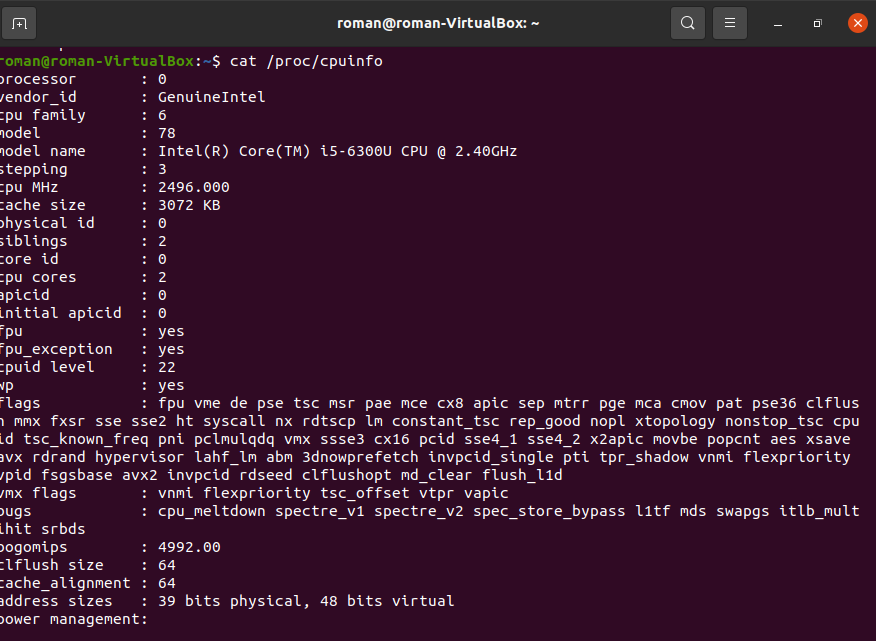 roman@roman-VirtualBox: ~
roman@roman-VirtualBox:~$ cat /proc/cpuinfo
processor : 0
vendor_id : GenuineIntel
cpu family : 6
model : 78
model name : Intel(R) Core(TM) i5-6300U CPU @ 2.40GHz
stepping : 3
cpu MHz : 2496.000
cache size : 3072 KB
physical id : 0
siblings : 2
core id : 0
cpu cores : 2
apicid : 0
initial apicid : 0
fpu : yes
fpu_exception : yes
cpuid level : 22
wp : yes
flags : fpu vme de pse tsc msr pae mce cx8 apic sep mtrr pge mca cmov pat pse36 clflus
h mmx fxsr sse sse2 ht syscall nx rdtscp lm constant_tsc rep_good nopl xtopology nonstop_tsc cpu
id tsc_known_freq pni pclmulqdq vmx ssse3 cx16 pcid sse4_1 sse4_2 x2apic movbe popcnt aes xsave
avx rdrand hypervisor lahf_lm abm 3dnowprefetch invpcid_single pti tpr_shadow vnmi flexpriority
vpid fsgsbase avx2 invpcid rdseed clflushopt md_clear flush_l1d
vmx flags : vnmi flexpriority tsc_offset vtpr vapic
bugs : cpu_meltdown spectre_v1 spectre_v2 spec_store_bypass l1tf mds swapgs itlb_mult
ihit srbds
bogomips : 4992.00
clflush size : 64
cache_alignment : 64
address sizes : 39 bits physical, 48 bits virtual
power management: